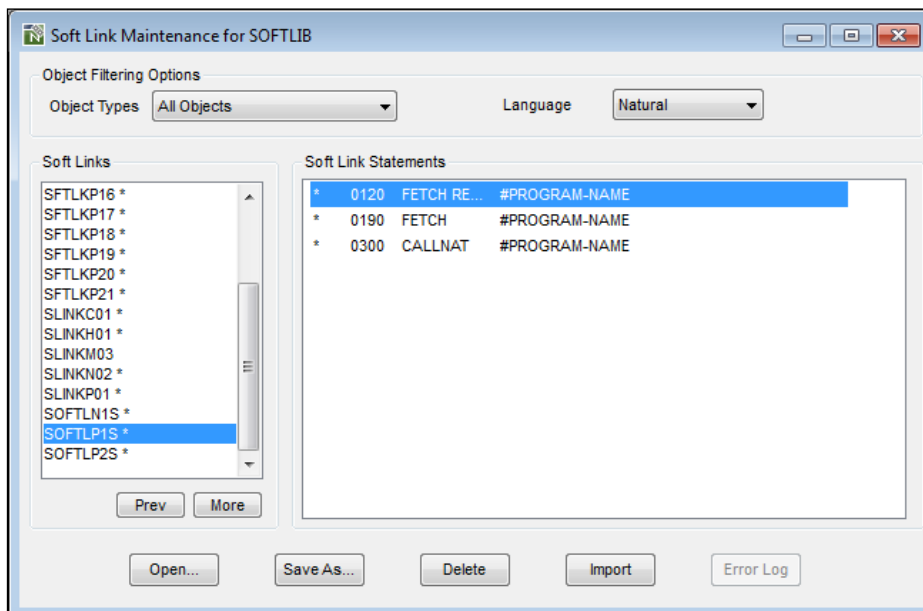 Soft Link Maintenance for SOFTLIB
Object Filtering Options
Object Types All Objects Language Natural
Soft Links
SFTLKP16 *
SFTLKP17 *
SFTLKP18 *
SFTLKP19 *
SFTLKP20 *
SFTLKP21 *
SLINKC01 *
SLINKH01 *
SLINKM03
SLINKN02 *
SLINKP01 *
SOFTLN1S *
SOFTLP1S *
SOFTLP2S *
Prev More
Soft Link Statements
* 0120 FETCH RE... #PROGRAM-NAME
* 0190 FETCH #PROGRAM-NAME
* 0300 CALLNAT #PROGRAM-NAME
Open... Save As... Delete Import Error Log